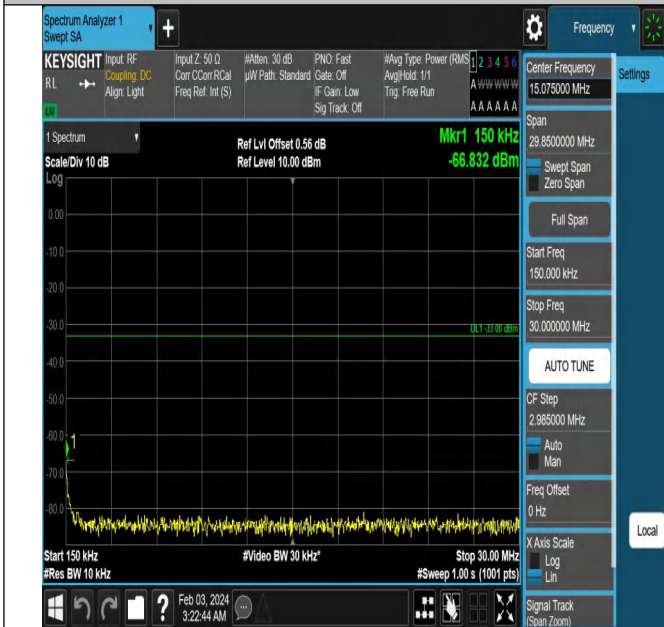 Spectrum Analyzer 1
Swept SA
+
Frequency
KEYSIGHT
RL
LXI
Input: RF
Coupling: DC
Align: Light
Input Z: 50 Ω
Corr CCorr RCal
Freq Ref: Int (S)
#Atten: 30 dB
µW Path: Standard
PNO: Fast
Gate: Off
IF Gain: Low
Sig Track: Off
#Avg Type: Power (RMS
Avg|Hold: 1/1
Trig: Free Run
1 2 3 4 5 6
A W W W W W
A A A A A A
1 Spectrum
Scale/Div 10 dB
Log
Ref Lvl Offset 0.56 dB
Ref Level 10.00 dBm
Mkr1 150 kHz
-66.832 dBm
0.00
-10.0
-20.0
-30.0
-40.0
-50.0
-60.0
-70.0
-80.0
DL1 -33.00 dBm
1
Start 150 kHz
#Res BW 10 kHz
#Video BW 30 kHz*
Stop 30.00 MHz
#Sweep 1.00 s (1001 pts)
Feb 03, 2024
3:22:44 AM
Center Frequency
15.075000 MHz
Settings
Span
29.8500000 MHz
Swept Span
Zero Span
Full Span
Start Freq
150.000 kHz
Stop Freq
30.000000 MHz
AUTO TUNE
CF Step
2.985000 MHz
Auto
Man
Freq Offset
0 Hz
X Axis Scale
Log
Lin
Local
Signal Track
(Span Zoom)